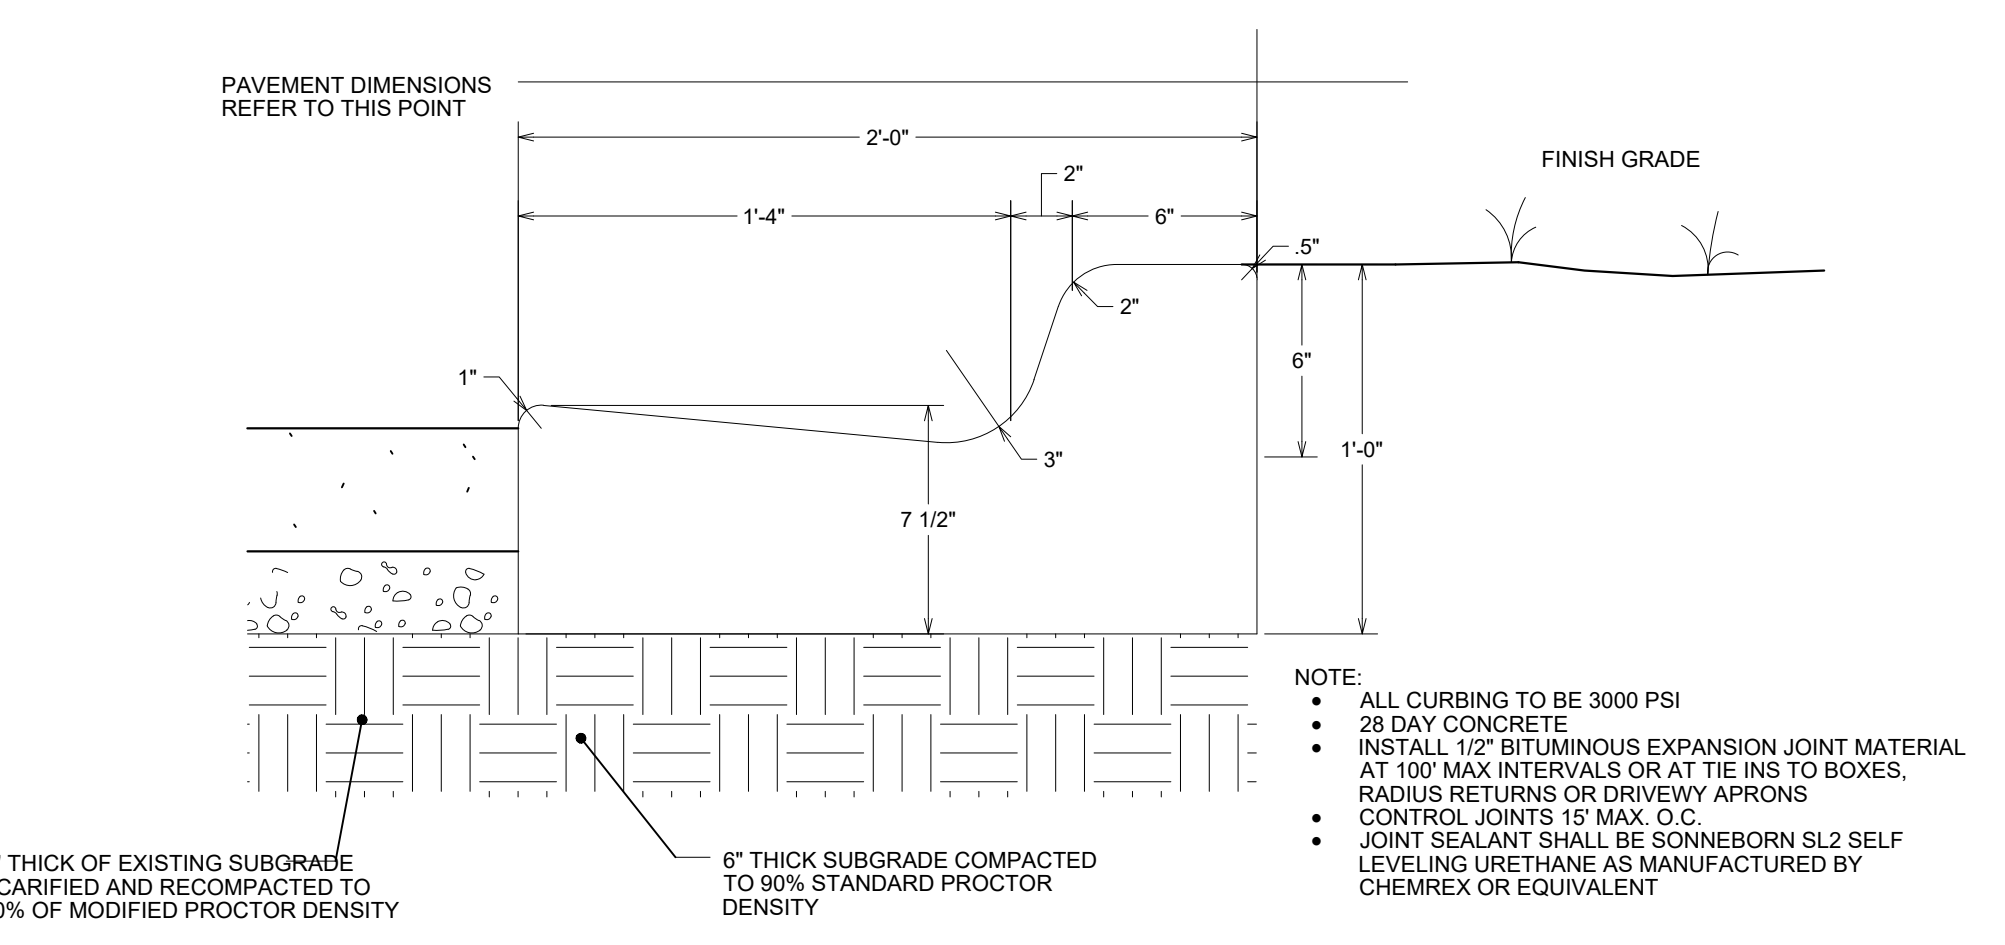 PAVEMENT DIMENSIONS
REFER TO THIS POINT
2'-0"
FINISH GRADE
2"
1'-4"
6"
.5"
2"
1"
6"
3"
1'-0"
7 1/2"
NOTE:
• ALL CURBING TO BE 3000 PSI
• 28 DAY CONCRETE
• INSTALL 1/2" BITUMINOUS EXPANSION JOINT MATERIAL
AT 100' MAX INTERVALS OR AT TIE INS TO BOXES,
RADIUS RETURNS OR DRIVEWY APRONS
• CONTROL JOINTS 15' MAX. O.C.
• JOINT SEALANT SHALL BE SONNEBORN SL2 SELF
LEVELING URETHANE AS MANUFACTURED BY
CHEMREX OR EQUIVALENT
THICK OF EXISTING SUBGRADE
CARIFIED AND RECOMPACTED TO
0% OF MODIFIED PROCTOR DENSITY
6" THICK SUBGRADE COMPACTED
TO 90% STANDARD PROCTOR
DENSITY